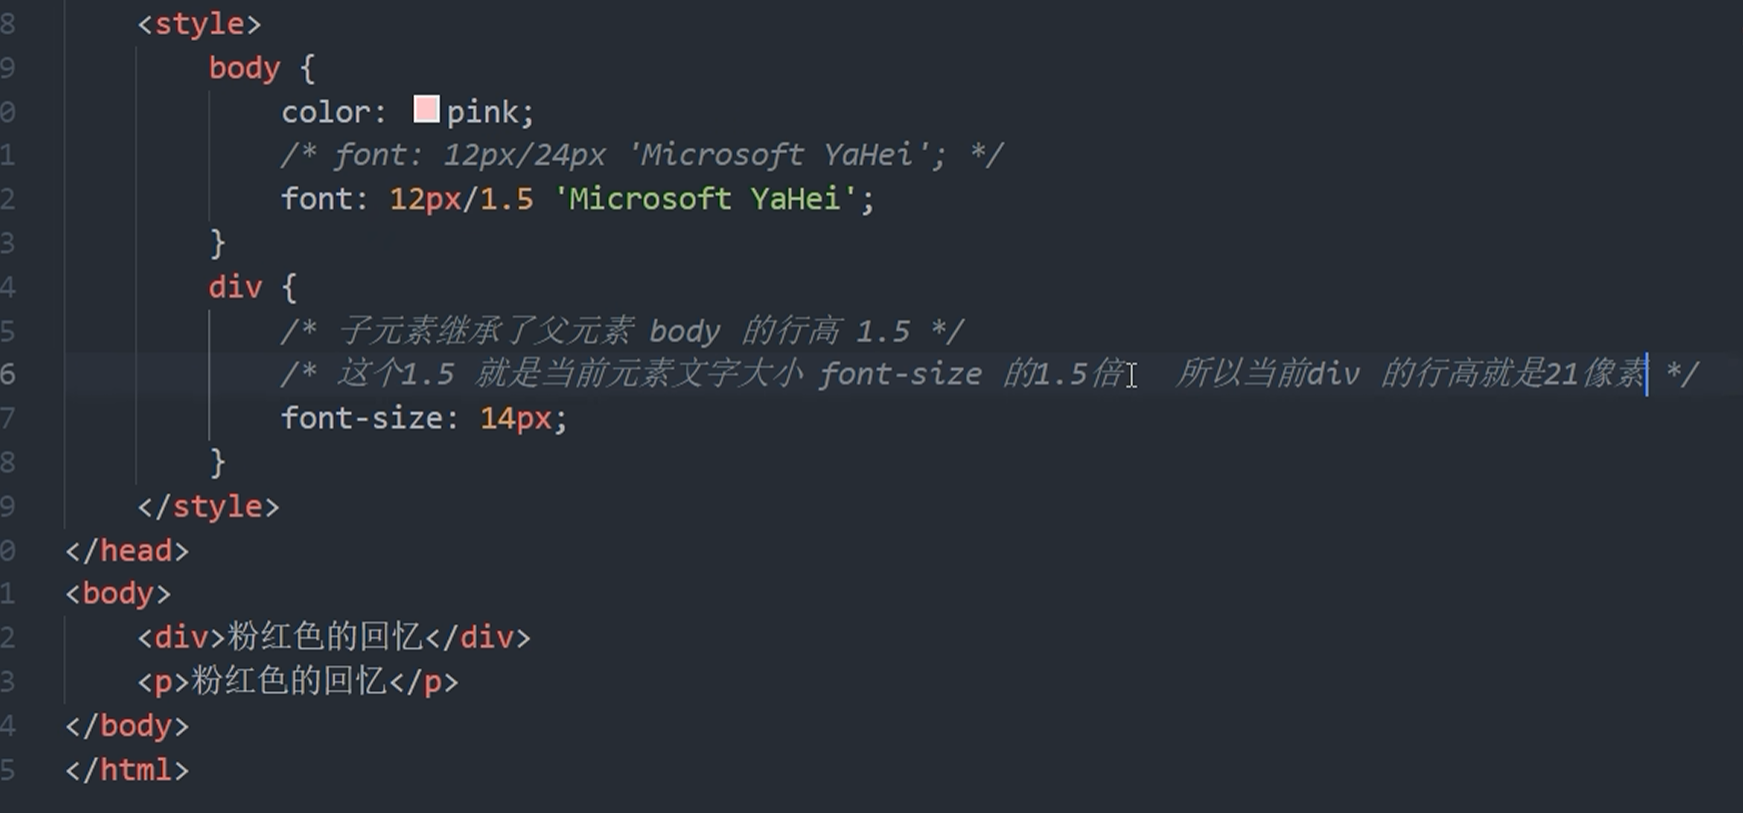 8 <style>
9 body {
0 color: pink;
1 /* font: 12px/24px 'Microsoft YaHei'; */
2 font: 12px/1.5 'Microsoft YaHei';
3 }
4 div {
5 /* 子元素继承了父元素 body 的行高 1.5 */
6 /* 这个1.5 就是当前元素文字大小 font-size 的1.5倍 所以当前div 的行高就是21像素 */
7 font-size: 14px;
8 }
9 </style>
0 </head>
1 <body>
2 <div>粉红色的回忆</div>
3 <p>粉红色的回忆</p>
4 </body>
5 </html>